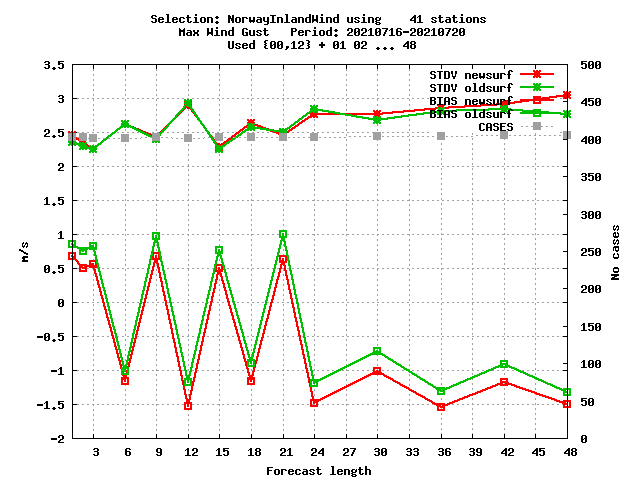 Selection: NorwayInlandWind using    41 stations
Max Wind Gust   Period: 20210716-20210720
Used {00,12} + 01 02 ... 48
STDV newsurf
STDV oldsurf
BIAS newsurf
BIAS oldsurf
CASES
3.5
3
2.5
2
1.5
1
0.5
0
-0.5
-1
-1.5
-2
m/s
500
450
400
350
300
250
200
150
100
50
0
No cases
3 6 9 12 15 18 21 24 27 30 33 36 39 42 45 48
Forecast length